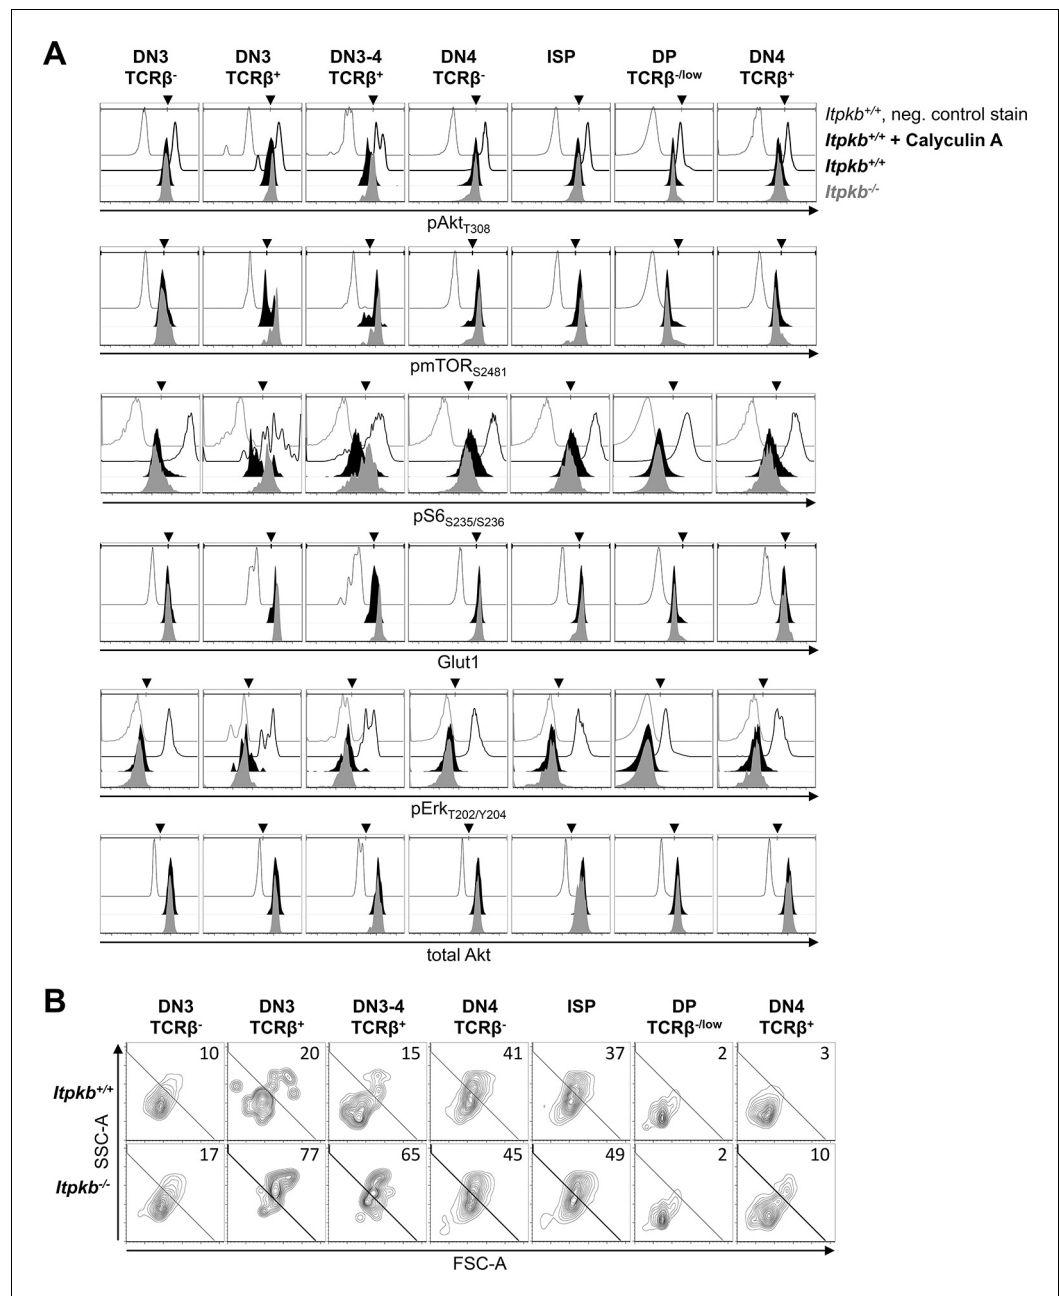 A
DN3 DN3 DN3-4 DN4 ISP DP DN4
TCRβ⁻ TCRβ⁺ TCRβ⁺ TCRβ⁻ TCRβ⁻/ˡᵒʷ TCRβ⁺
Itpkb⁺/⁺, neg. control stain
Itpkb⁺/⁺ + Calyculin A
Itpkb⁺/⁺
Itpkb⁻/⁻
pAktT308
pmTORS2481
pS6S235/S236
Glut1
pErkT202/Y204
total Akt
B
DN3 DN3 DN3-4 DN4 ISP DP DN4
TCRβ⁻ TCRβ⁺ TCRβ⁺ TCRβ⁻ TCRβ⁻/ˡᵒʷ TCRβ⁺
10 20 15 41 37 2 3
Itpkb⁺/⁺
SSC-A
17 77 65 45 49 2 10
Itpkb⁻/⁻
FSC-A